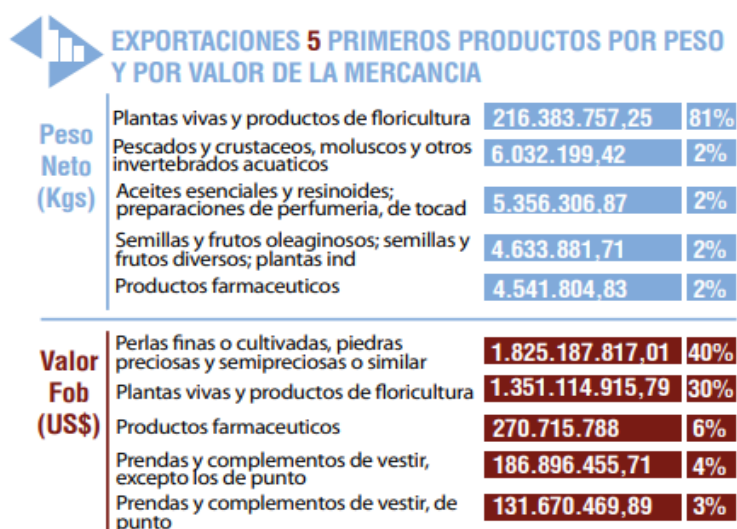 EXPORTACIONES 5 PRIMEROS PRODUCTOS POR PESO
Y POR VALOR DE LA MERCANCIA
Peso
Neto
(Kgs)
Plantas vivas y productos de floricultura 216.383.757,25 81%
Pescados y crustaceos, moluscos y otros
invertebrados acuaticos 6.032.199,42 2%
Aceites esenciales y resinoides;
preparaciones de perfumeria, de tocad 5.356.306,87 2%
Semillas y frutos oleaginosos; semillas y
frutos diversos; plantas ind 4.633.881,71 2%
Productos farmaceuticos 4.541.804,83 2%
Valor
Fob
(US$)
Perlas finas o cultivadas, piedras
preciosas y semipreciosas o similar 1.825.187.817,01 40%
Plantas vivas y productos de floricultura 1.351.114.915,79 30%
Productos farmaceuticos 270.715.788 6%
Prendas y complementos de vestir,
excepto los de punto 186.896.455,71 4%
Prendas y complementos de vestir, de
punto 131.670.469,89 3%